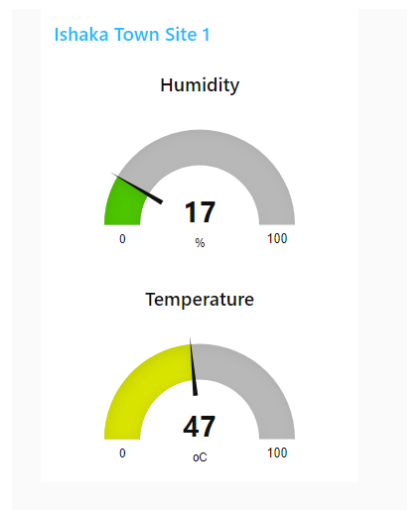 Ishaka Town Site 1
Humidity
17
0 % 100
Temperature
47
0 oC 100